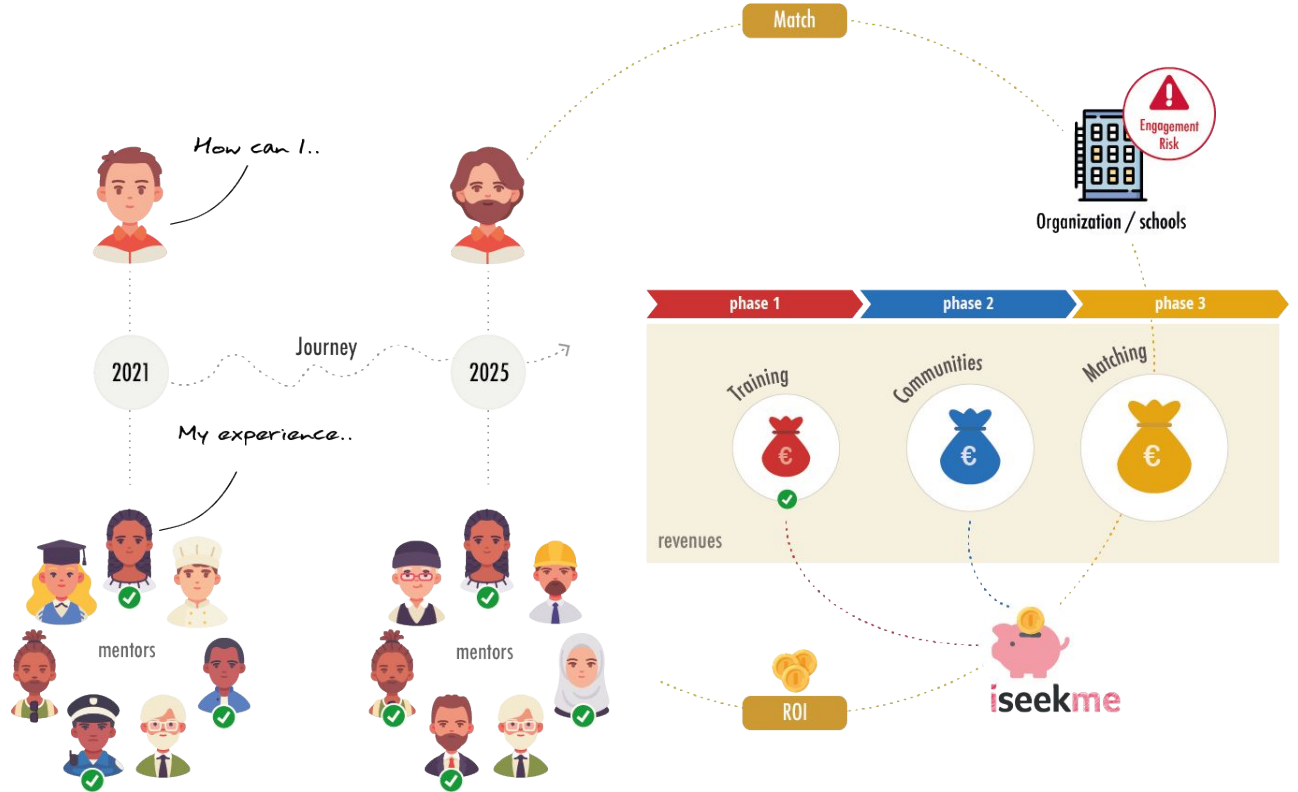 Match
Engagement
Risk
How can I..
Organization / schools
phase 1
phase 2
phase 3
Journey
2021
2025
Training
Communities
Matching
€
€
€
My experience..
revenues
mentors
mentors
ROI
iseekme